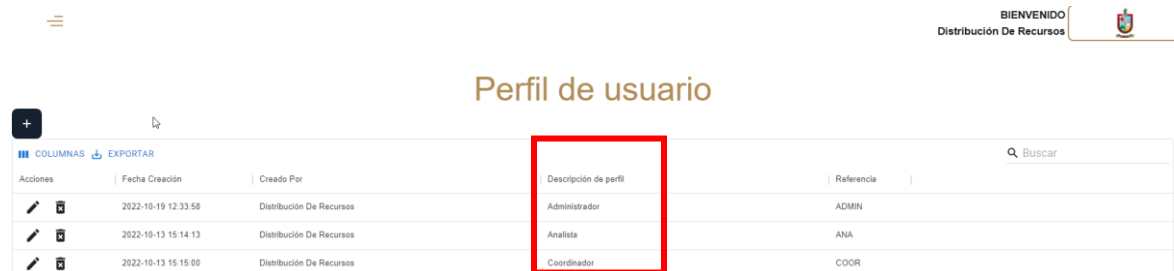 BIENVENIDO
Distribución De Recursos
Perfil de usuario
+
COLUMNAS EXPORTAR Buscar
Acciones Fecha Creación Creado Por Descripción de perfil Referencia
2022-10-19 12:33:58 Distribución De Recursos Administrador ADMIN
2022-10-13 15:14:13 Distribución De Recursos Analista ANA
2022-10-13 15:15:00 Distribución De Recursos Coordinador COOR